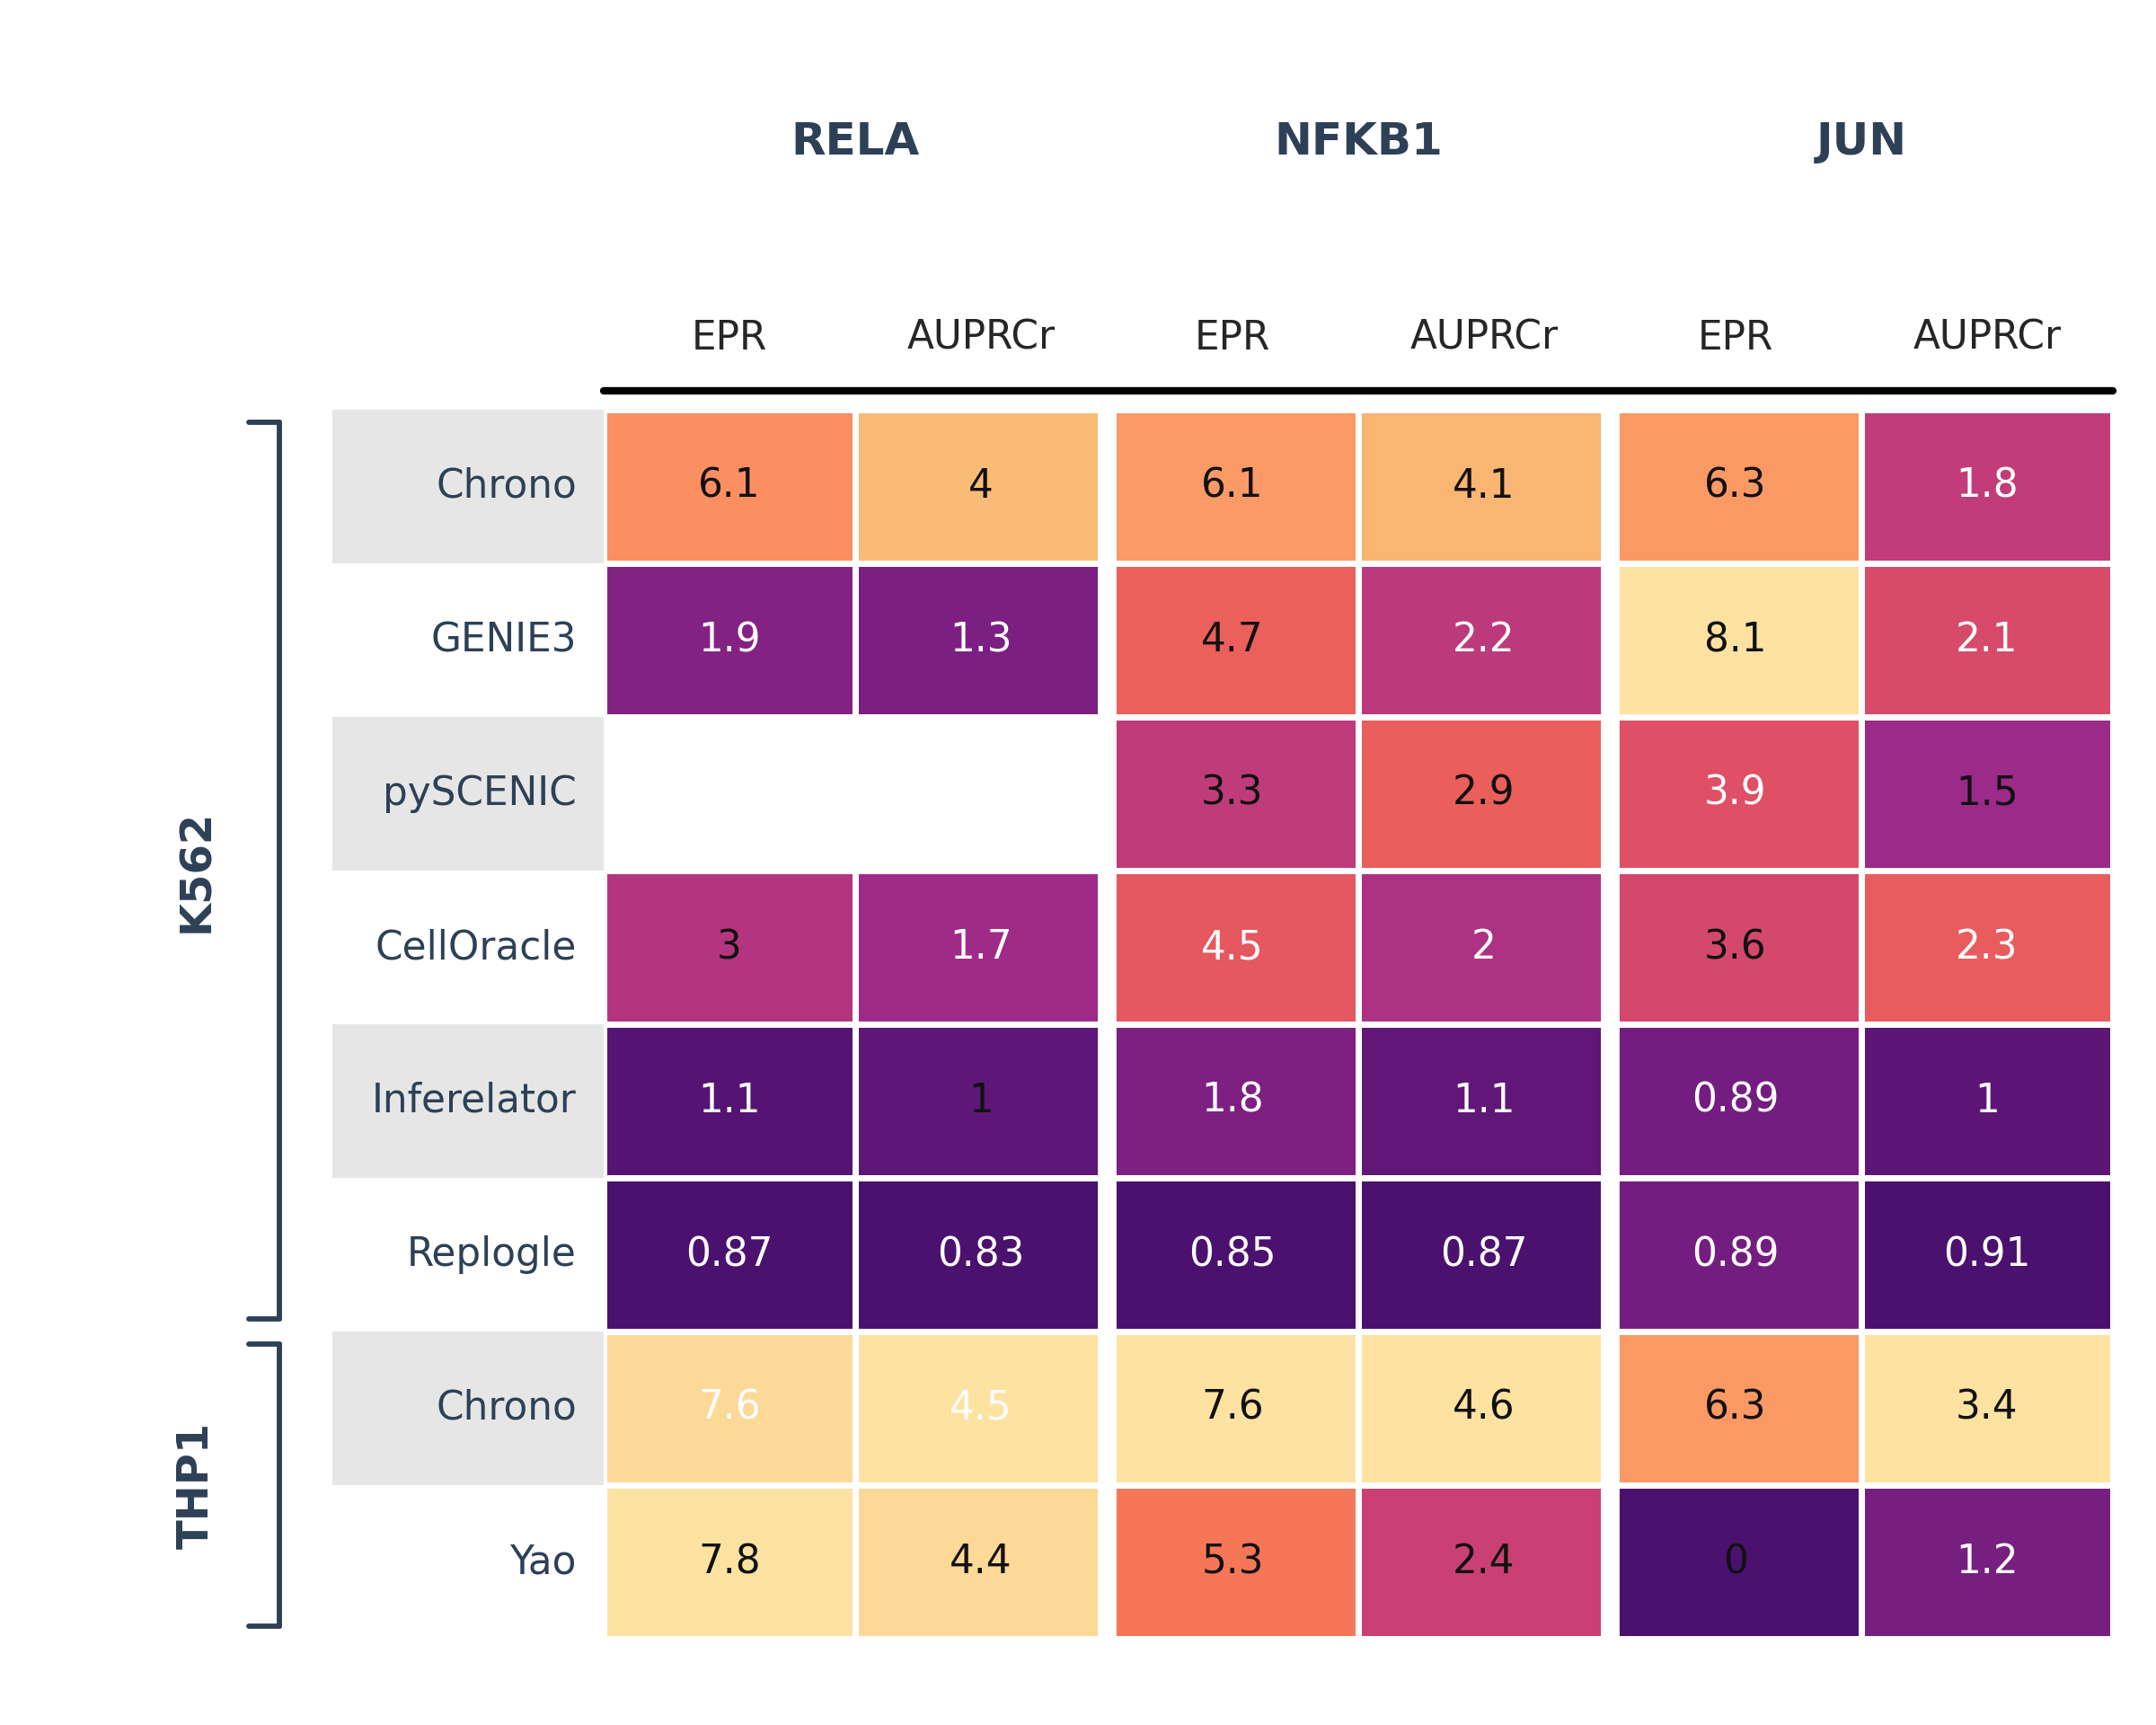 RELA NFKB1 JUN
EPR AUPRCr EPR AUPRCr EPR AUPRCr
K562
Chrono 6.1 4 6.1 4.1 6.3 1.8
GENIE3 1.9 1.3 4.7 2.2 8.1 2.1
pySCENIC 3.3 2.9 3.9 1.5
CellOracle 3 1.7 4.5 2 3.6 2.3
Inferelator 1.1 1 1.8 1.1 0.89 1
Replogle 0.87 0.83 0.85 0.87 0.89 0.91
THP1
Chrono 7.6 4.5 7.6 4.6 6.3 3.4
Yao 7.8 4.4 5.3 2.4 0 1.2